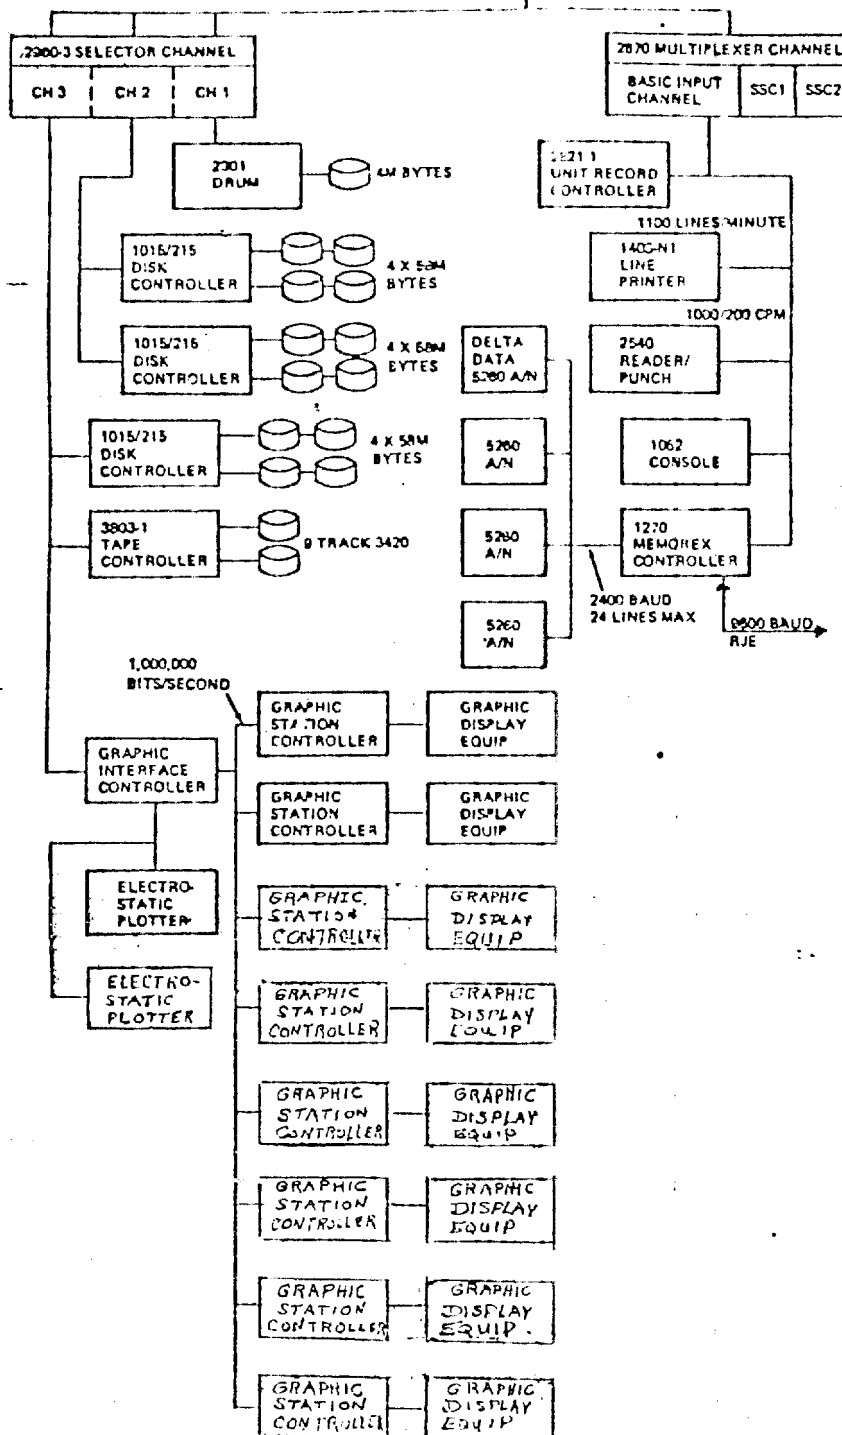 2860-3 SELECTOR CHANNEL
CH 3
CH 2
CH 1
2870 MULTIPLEXER CHANNEL
BASIC INPUT
CHANNEL
SSC1
SSC2
2301
DRUM
4M BYTES
2821-1
UNIT RECORD
CONTROLLER
1015/215
DISK
CONTROLLER
4 X 58M
BYTES
1100 LINES/MINUTE
1403-N1
LINE
PRINTER
1015/215
DISK
CONTROLLER
4 X 58M
BYTES
DELTA
DATA
5260 A/N
1000/200 CPM
2540
READER/
PUNCH
1015/215
DISK
CONTROLLER
4 X 58M
BYTES
5260
A/N
1052
CONSOLE
3803-1
TAPE
CONTROLLER
9 TRACK 3420
5260
A/N
1270
MEMOREX
CONTROLLER
2400 BAUD
24 LINES MAX
5260
A/N
9600 BAUD
RJE
1,000,000
BITS/SECOND
GRAPHIC
STATION
CONTROLLER
GRAPHIC
DISPLAY
EQUIP
GRAPHIC
INTERFACE
CONTROLLER
GRAPHIC
STATION
CONTROLLER
GRAPHIC
DISPLAY
EQUIP
ELECTRO-
STATIC
PLOTTER
GRAPHIC
STATION
CONTROLLER
GRAPHIC
DISPLAY
EQUIP
ELECTRO-
STATIC
PLOTTER
GRAPHIC
STATION
CONTROLLER
GRAPHIC
DISPLAY
EQUIP
GRAPHIC
STATION
CONTROLLER
GRAPHIC
DISPLAY
EQUIP
GRAPHIC
STATION
CONTROLLER
GRAPHIC
DISPLAY
EQUIP
GRAPHIC
STATION
CONTROLLER
GRAPHIC
DISPLAY
EQUIP.
GRAPHIC
STATION
CONTROLLER
GRAPHIC
DISPLAY
EQUIP